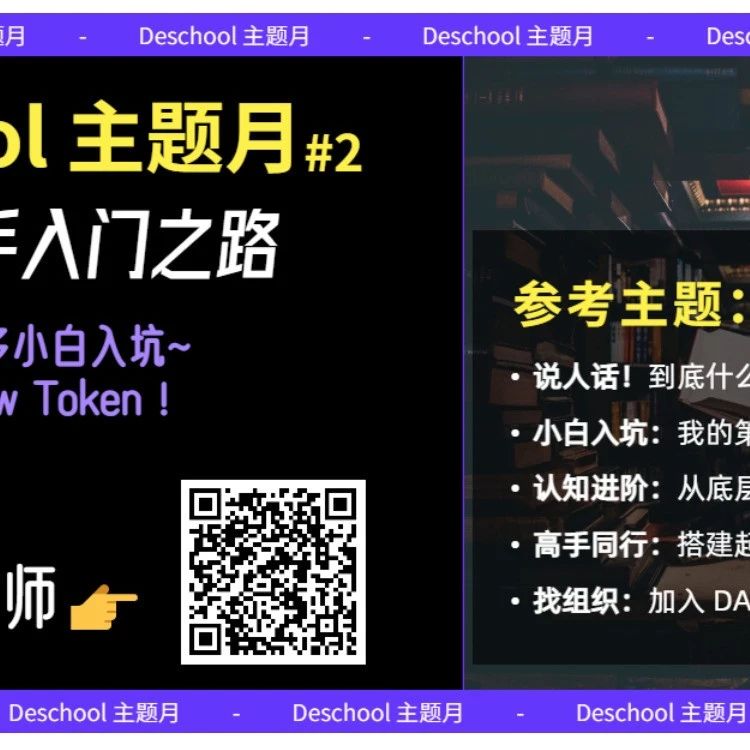 题月 - Deschool 主题月 - Deschool 主题月 - Desc
ol 主题月#2
手入门之路
多小白入坑~
w Token !
师
参考主题：
• 说人话！到底什么
• 小白入坑：我的第
• 认知进阶：从底层
• 高手同行：搭建起
• 找组织：加入 DA
Deschool 主题月 - Deschool 主题月 - Deschool 主题月